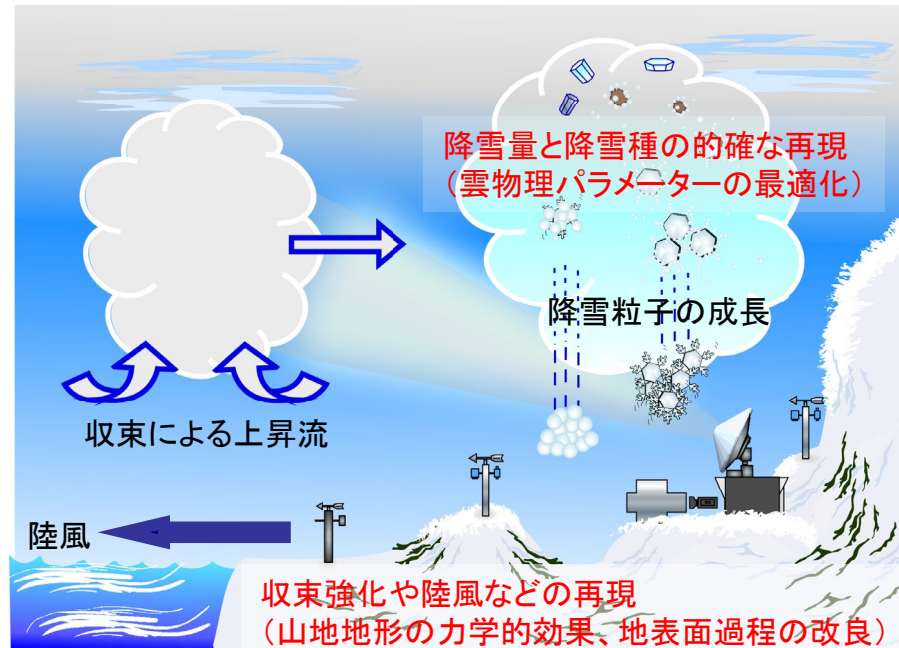 降雪量と降雪種の的確な再現
（雲物理パラメーターの最適化）
降雪粒子の成長
収束による上昇流
陸風
収束強化や陸風などの再現
（山地地形の力学的効果、地表面過程の改良）